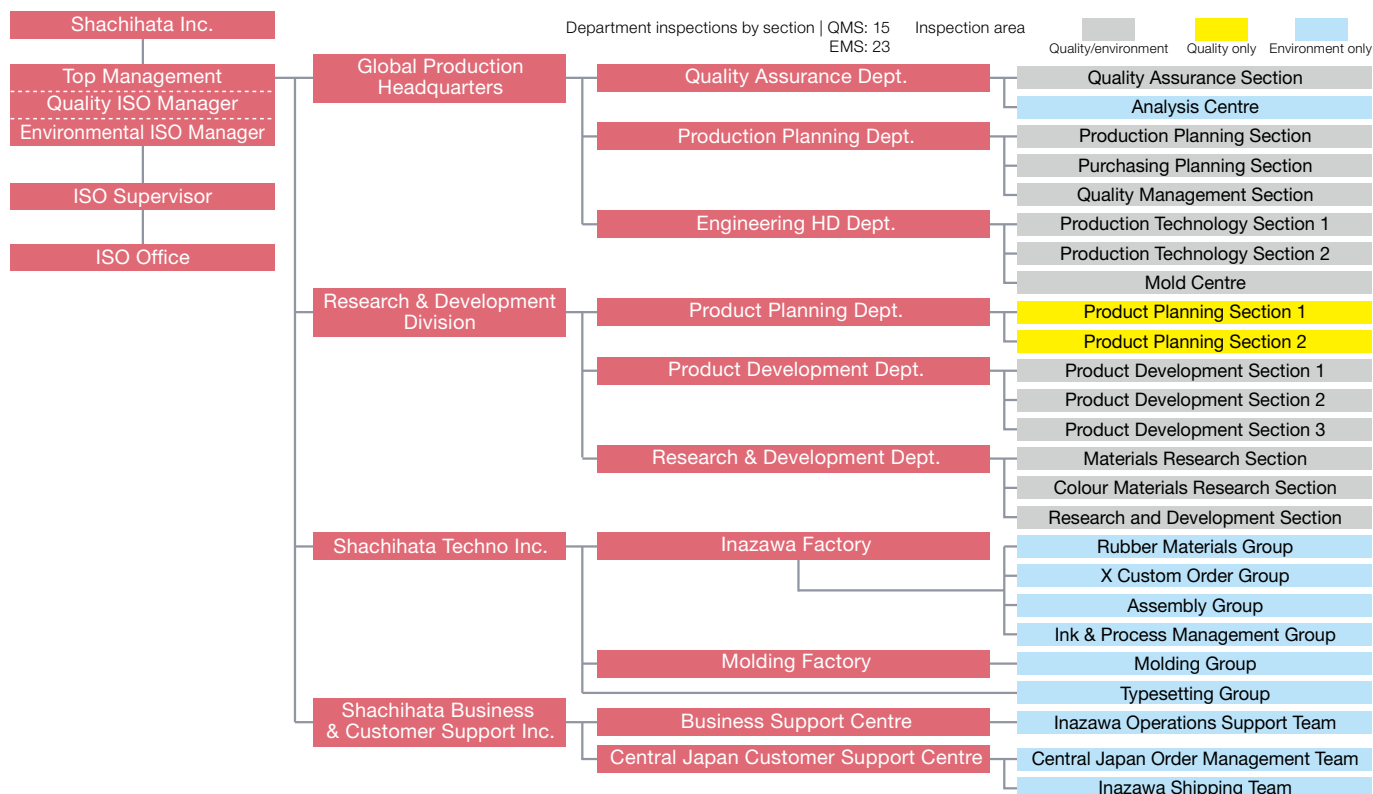 Shachihata Inc.
Department inspections by section | QMS: 15
EMS: 23
Inspection area
Quality/environment
Quality only
Environment only
Top Management
Quality ISO Manager
Environmental ISO Manager
ISO Supervisor
ISO Office
Global Production
Headquarters
Quality Assurance Dept.
Quality Assurance Section
Analysis Centre
Production Planning Dept.
Production Planning Section
Purchasing Planning Section
Quality Management Section
Engineering HD Dept.
Production Technology Section 1
Production Technology Section 2
Mold Centre
Research & Development
Division
Product Planning Dept.
Product Planning Section 1
Product Planning Section 2
Product Development Dept.
Product Development Section 1
Product Development Section 2
Product Development Section 3
Research & Development Dept.
Materials Research Section
Colour Materials Research Section
Research and Development Section
Shachihata Techno Inc.
Inazawa Factory
Rubber Materials Group
X Custom Order Group
Assembly Group
Ink & Process Management Group
Molding Factory
Molding Group
Typesetting Group
Shachihata Business
& Customer Support Inc.
Business Support Centre
Inazawa Operations Support Team
Central Japan Customer Support Centre
Central Japan Order Management Team
Inazawa Shipping Team